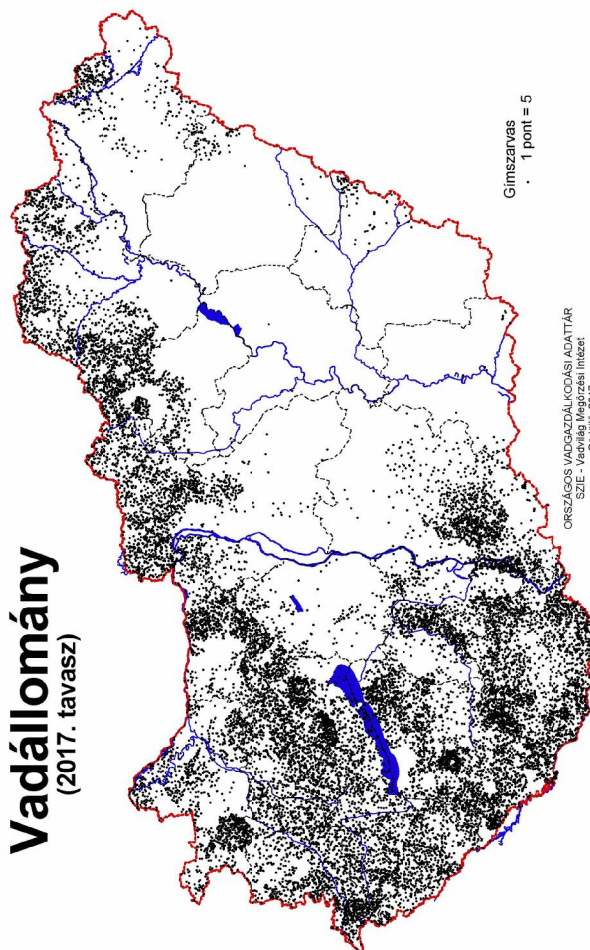 Vadállomány
(2017. tavasz)
Gímszarvas
. 1 pont = 5
ORSZÁGOS VADGAZDÁLKODÁSI ADATTÁR
SZIE - Vadvilág Megőrzési Intézet